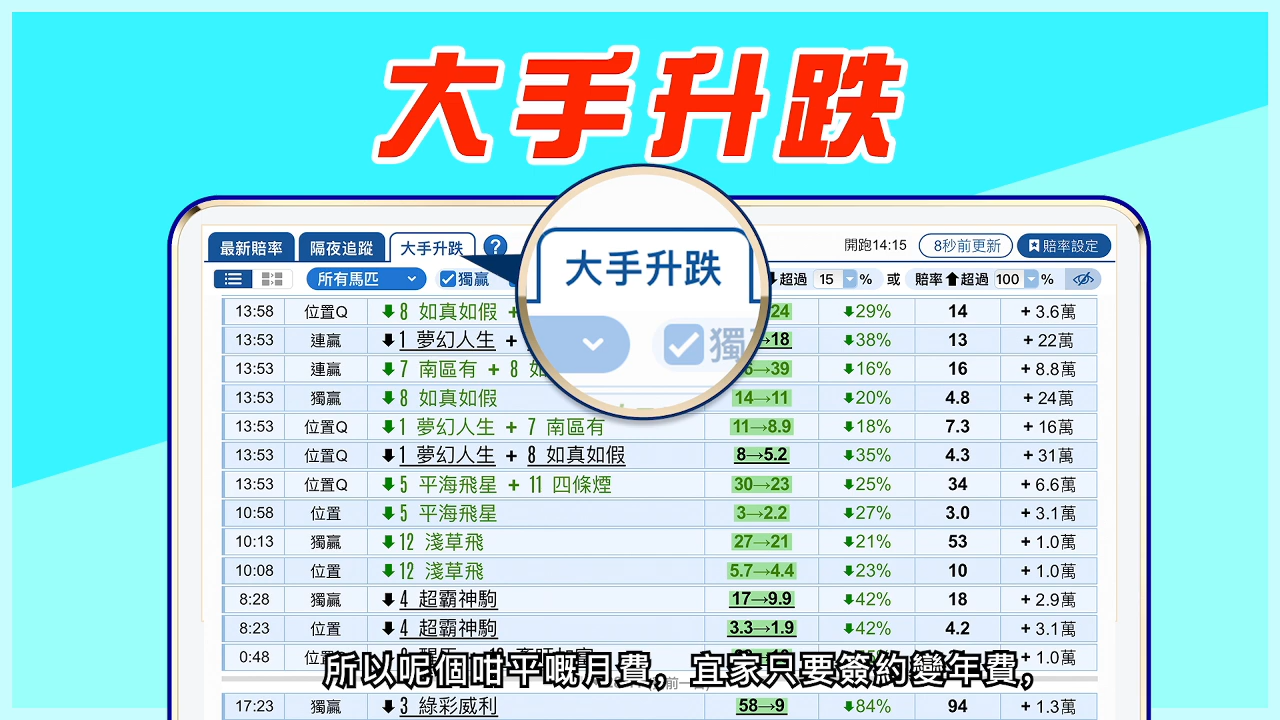 大手升跌
最新賠率 隔夜追蹤 大手升跌 ? 大手升跌 開跑14:15 8秒前更新 賠率設定
所有馬匹 獨贏 超過 15 % 或 賠率⬆超過 100 %
13:58 位置Q ⬇8 如真如假 + 24 ⬇29% 14 + 3.6萬
13:53 連贏 ⬇1 夢幻人生 + →18 ⬇38% 13 + 22萬
13:53 連贏 ⬇7 南區有 + 8 如 →39 ⬇16% 16 + 8.8萬
13:53 獨贏 ⬇8 如真如假 14→11 ⬇20% 4.8 + 24萬
13:53 位置Q ⬇1 夢幻人生 + 7 南區有 11→8.9 ⬇18% 7.3 + 16萬
13:53 位置Q ⬇1 夢幻人生 + 8 如真如假 8→5.2 ⬇35% 4.3 + 31萬
13:53 位置Q ⬇5 平海飛星 + 11 四條煙 30→23 ⬇25% 34 + 6.6萬
10:58 位置 ⬇5 平海飛星 3→2.2 ⬇27% 3.0 + 3.1萬
10:13 獨贏 ⬇12 淺草飛 27→21 ⬇21% 53 + 1.0萬
10:08 位置 ⬇12 淺草飛 5.7→4.4 ⬇23% 10 + 1.0萬
8:28 獨贏 ⬇4 超霸神駒 17→9.9 ⬇42% 18 + 2.9萬
8:23 位置 ⬇4 超霸神駒 3.3→1.9 ⬇42% 4.2 + 3.1萬
0:48 位置 + 1.0萬
所以呢個咁平嘅月費，宜家只要簽約變年費，
17:23 獨贏 ⬇3 綠彩威利 58→9 ⬇84% 94 + 1.3萬